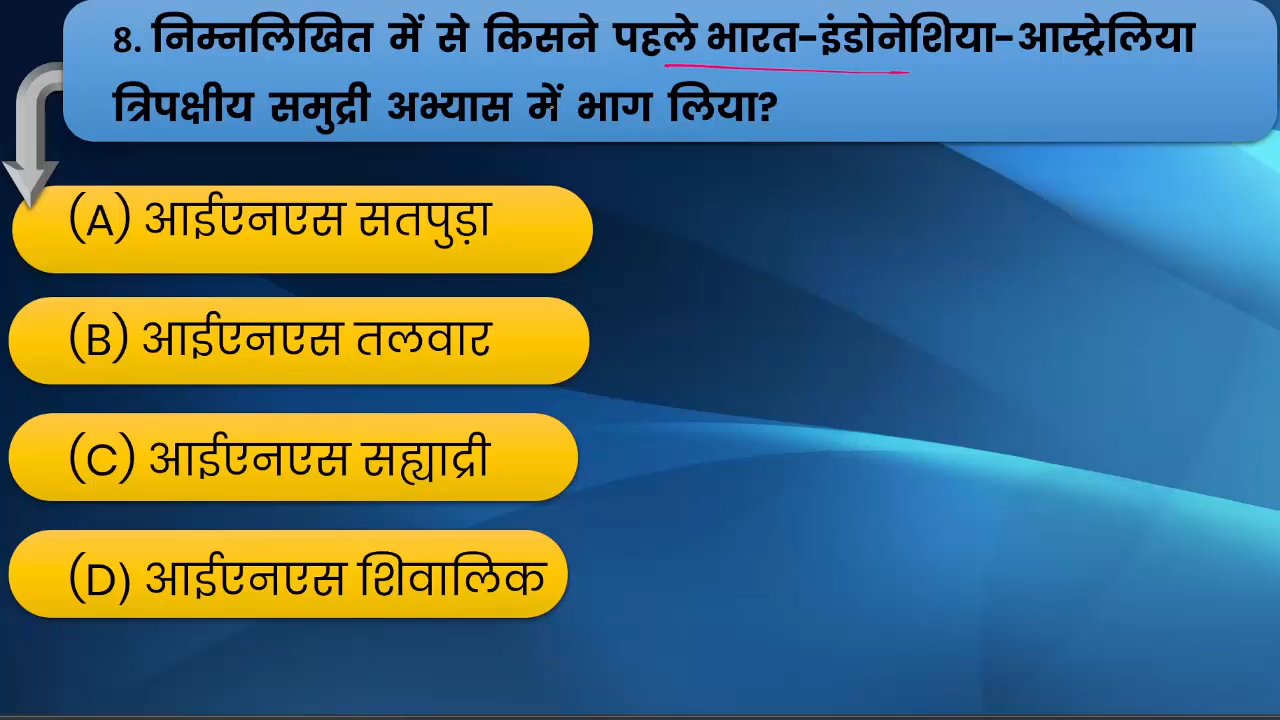 8. निम्नलिखित में से किसने पहले भारत-इंडोनेशिया-आस्ट्रेलिया
त्रिपक्षीय समुद्री अभ्यास में भाग लिया?
(A) आईएनएस सतपुड़ा
(B) आईएनएस तलवार
(C) आईएनएस सह्याद्री
(D) आईएनएस शिवालिक